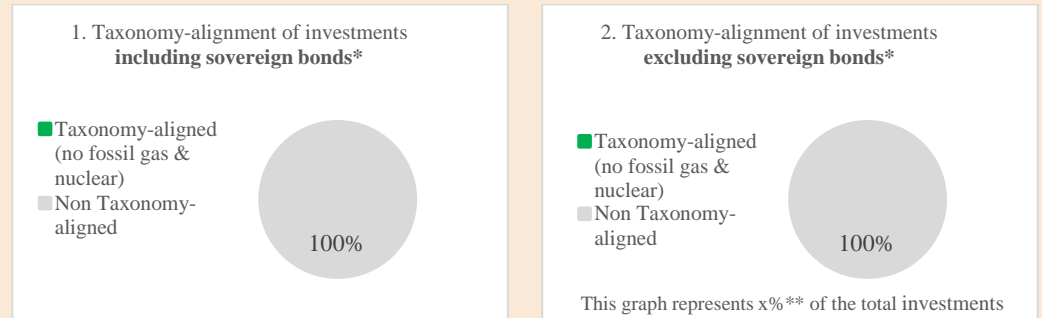 1. Taxonomy-alignment of investments
including sovereign bonds*
Taxonomy-aligned
(no fossil gas &
nuclear)
Non Taxonomy-
aligned
100%
2. Taxonomy-alignment of investments
excluding sovereign bonds*
Taxonomy-aligned
(no fossil gas &
nuclear)
Non Taxonomy-
aligned
100%
This graph represents x%** of the total investments